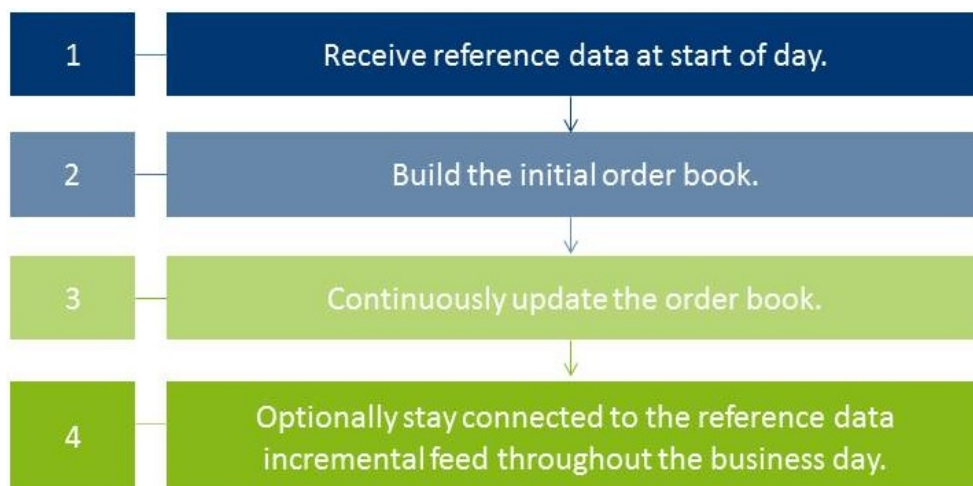 1
Receive reference data at start of day.
2
Build the initial order book.
3
Continuously update the order book.
4
Optionally stay connected to the reference data
incremental feed throughout the business day.